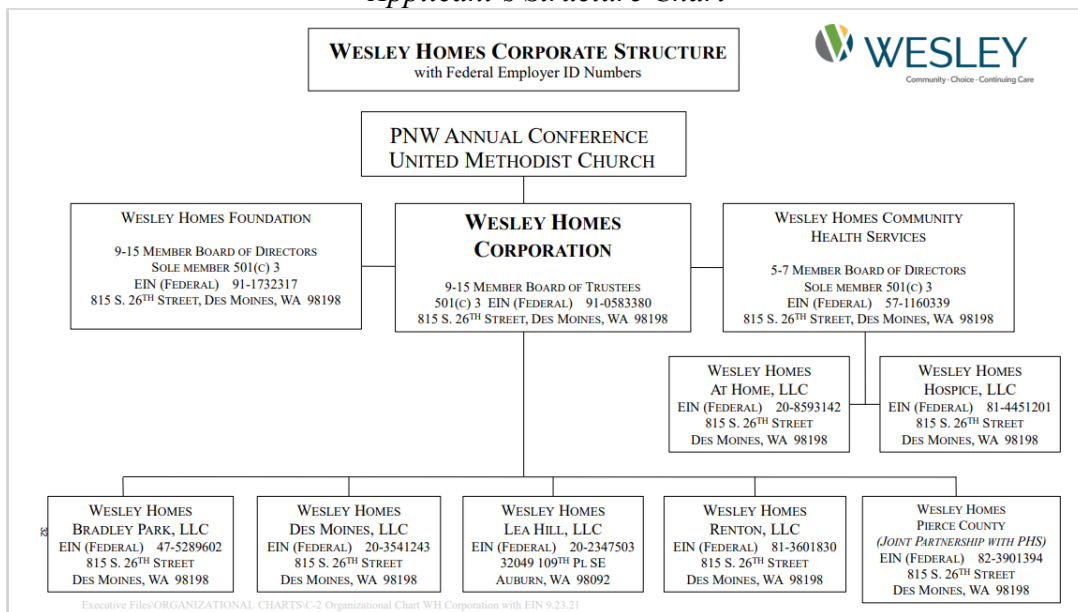 Applicant's Structure Chart
WESLEY HOMES CORPORATE STRUCTURE
with Federal Employer ID Numbers
WESLEY
Community · Choice · Continuing Care
PNW ANNUAL CONFERENCE
UNITED METHODIST CHURCH
WESLEY HOMES FOUNDATION
9-15 MEMBER BOARD OF DIRECTORS
SOLE MEMBER 501(C) 3
EIN (FEDERAL) 91-1732317
815 S. 26TH STREET, DES MOINES, WA 98198
WESLEY HOMES
CORPORATION
9-15 MEMBER BOARD OF TRUSTEES
501(C) 3 EIN (FEDERAL) 91-0583380
815 S. 26TH STREET, DES MOINES, WA 98198
WESLEY HOMES COMMUNITY
HEALTH SERVICES
5-7 MEMBER BOARD OF DIRECTORS
SOLE MEMBER 501(C) 3
EIN (FEDERAL) 57-1160339
815 S. 26TH STREET, DES MOINES, WA 98198
WESLEY HOMES
AT HOME, LLC
EIN (FEDERAL) 20-8593142
815 S. 26TH STREET
DES MOINES, WA 98198
WESLEY HOMES
HOSPICE, LLC
EIN (FEDERAL) 81-4451201
815 S. 26TH STREET
DES MOINES, WA 98198
WESLEY HOMES
BRADLEY PARK, LLC
EIN (FEDERAL) 47-5289602
815 S. 26TH STREET
DES MOINES, WA 98198
WESLEY HOMES
DES MOINES, LLC
EIN (FEDERAL) 20-3541243
815 S. 26TH STREET
DES MOINES, WA 98198
WESLEY HOMES
LEA HILL, LLC
EIN (FEDERAL) 20-2347503
32049 109TH PL SE
AUBURN, WA 98092
WESLEY HOMES
RENTON, LLC
EIN (FEDERAL) 81-3601830
815 S. 26TH STREET
DES MOINES, WA 98198
WESLEY HOMES
PIERCE COUNTY
(JOINT PARTNERSHIP WITH PHS)
EIN (FEDERAL) 82-3901394
815 S. 26TH STREET
DES MOINES, WA 98198
32
Executive Files\ORGANIZATIONAL CHARTS\C-2 Organizational Chart WH Corporation with EIN 9.23.21